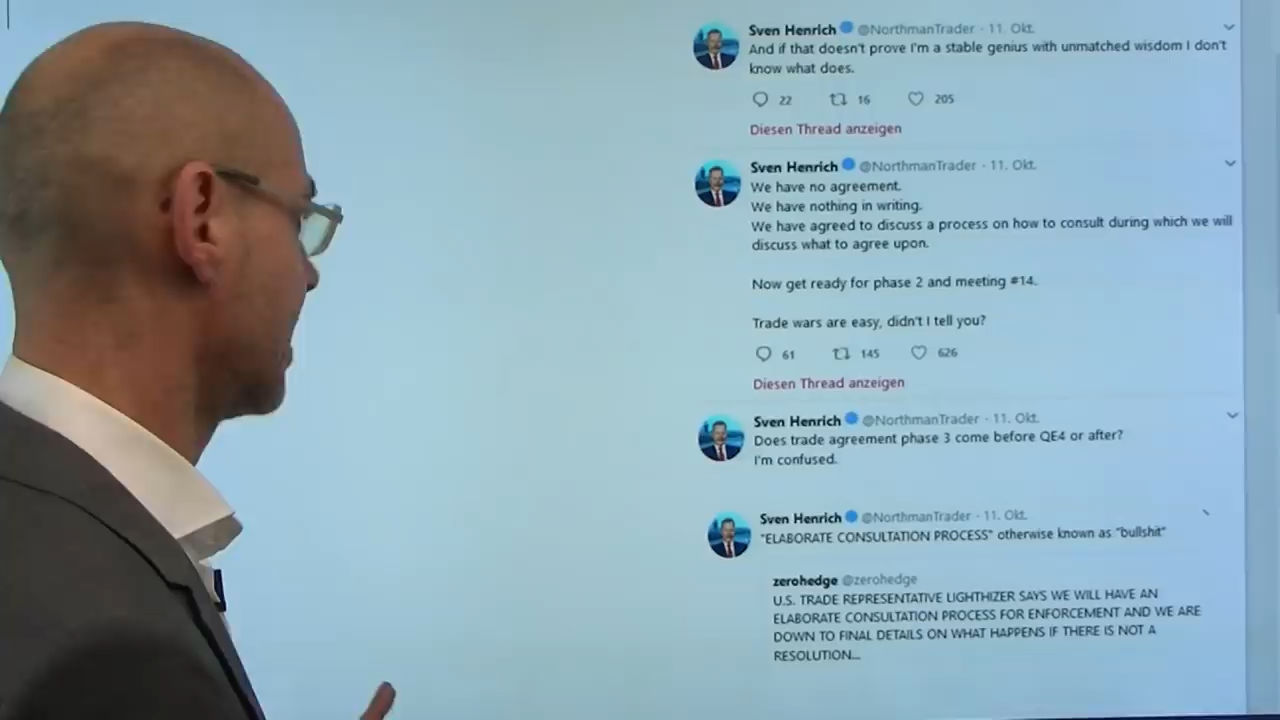 Sven Henrich @NorthmanTrader · 11. Okt.
And if that doesn't prove I'm a stable genius with unmatched wisdom I don't
know what does.
22 16 205
Diesen Thread anzeigen
Sven Henrich @NorthmanTrader · 11. Okt.
We have no agreement.
We have nothing in writing.
We have agreed to discuss a process on how to consult during which we will
discuss what to agree upon.
Now get ready for phase 2 and meeting #14.
Trade wars are easy, didn't I tell you?
61 145 626
Diesen Thread anzeigen
Sven Henrich @NorthmanTrader · 11. Okt.
Does trade agreement phase 3 come before QE4 or after?
I'm confused.
Sven Henrich @NorthmanTrader · 11. Okt.
"ELABORATE CONSULTATION PROCESS" otherwise known as "bullshit"
zerohedge @zerohedge
U.S. TRADE REPRESENTATIVE LIGHTHIZER SAYS WE WILL HAVE AN
ELABORATE CONSULTATION PROCESS FOR ENFORCEMENT AND WE ARE
DOWN TO FINAL DETAILS ON WHAT HAPPENS IF THERE IS NOT A
RESOLUTION...